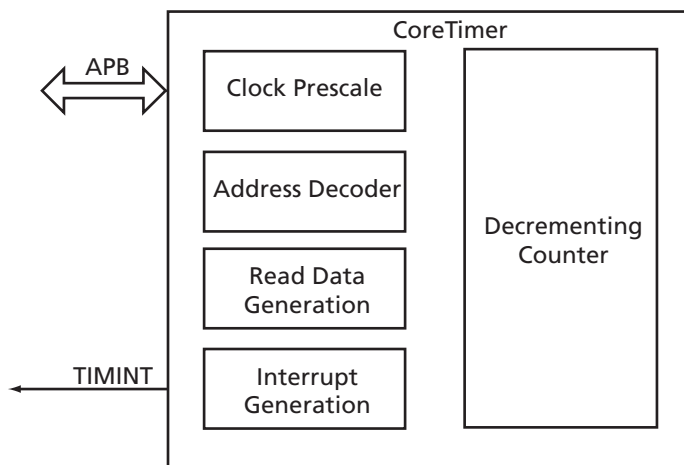 CoreTimer
APB
Clock Prescale
Address Decoder
Read Data
Generation
TIMINT
Interrupt
Generation
Decrementing
Counter